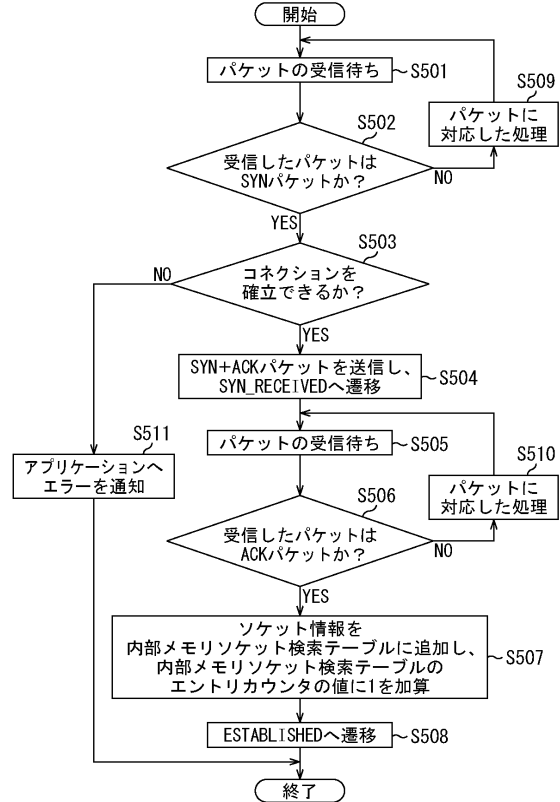 開始
パケットの受信待ち
S501
S509
パケットに
対応した処理
S502
受信したパケットは
SYNパケットか？
NO
YES
S503
コネクションを
確立できるか？
NO
YES
SYN+ACKパケットを送信し、
SYN_RECEIVEDへ遷移
S504
S511
アプリケーションへ
エラーを通知
パケットの受信待ち
S505
S510
パケットに
対応した処理
S506
受信したパケットは
ACKパケットか？
NO
YES
ソケット情報を
内部メモリソケット検索テーブルに追加し、
内部メモリソケット検索テーブルの
エントリカウンタの値に1を加算
S507
ESTABLISHEDへ遷移
S508
終了